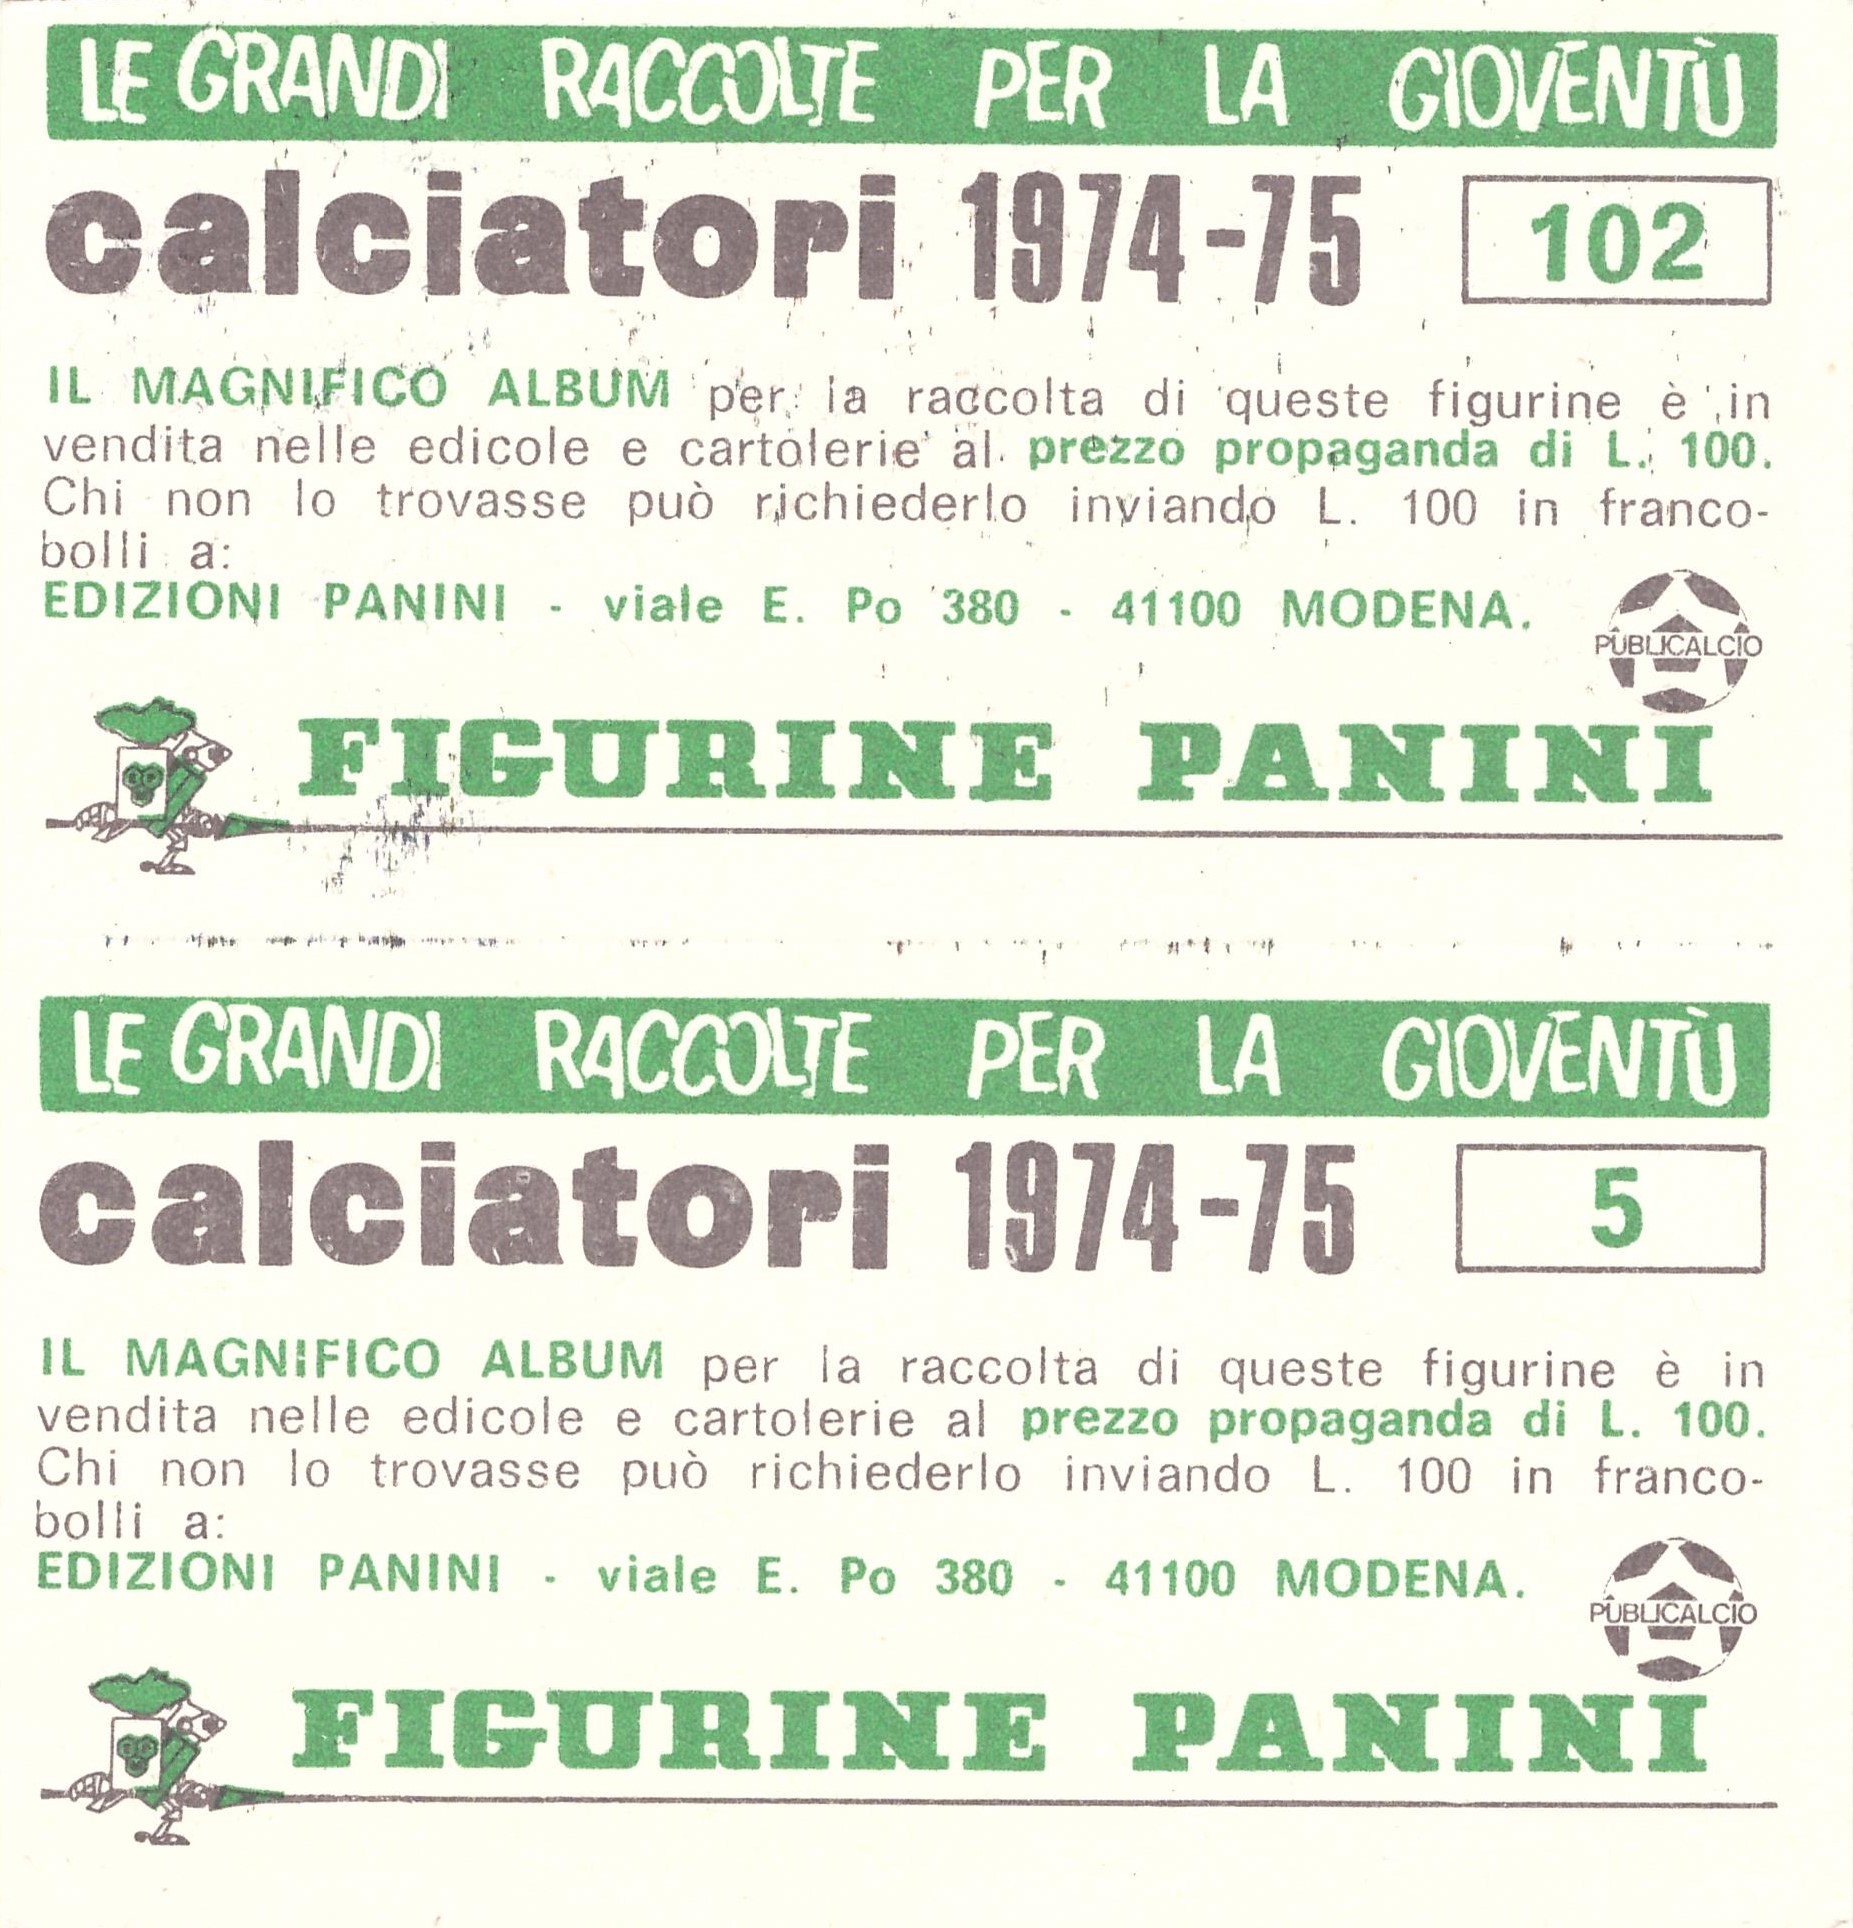 LE GRANDI RACCOLTE PER LA GIOVENTÙ
calciatori 1974-75 102
IL MAGNIFICO ALBUM per la raccolta di queste figurine è in
vendita nelle edicole e cartolerie al prezzo propaganda di L. 100.
Chi non lo trovasse può richiederlo inviando L. 100 in franco-
bolli a:
EDIZIONI PANINI - viale E. Po 380 - 41100 MODENA.
PUBLICALCIO
FIGURINE PANINI
LE GRANDI RACCOLTE PER LA GIOVENTÙ
calciatori 1974-75 5
IL MAGNIFICO ALBUM per la raccolta di queste figurine è in
vendita nelle edicole e cartolerie al prezzo propaganda di L. 100.
Chi non lo trovasse può richiederlo inviando L. 100 in franco-
bolli a:
EDIZIONI PANINI - viale E. Po 380 - 41100 MODENA.
PUBLICALCIO
FIGURINE PANINI